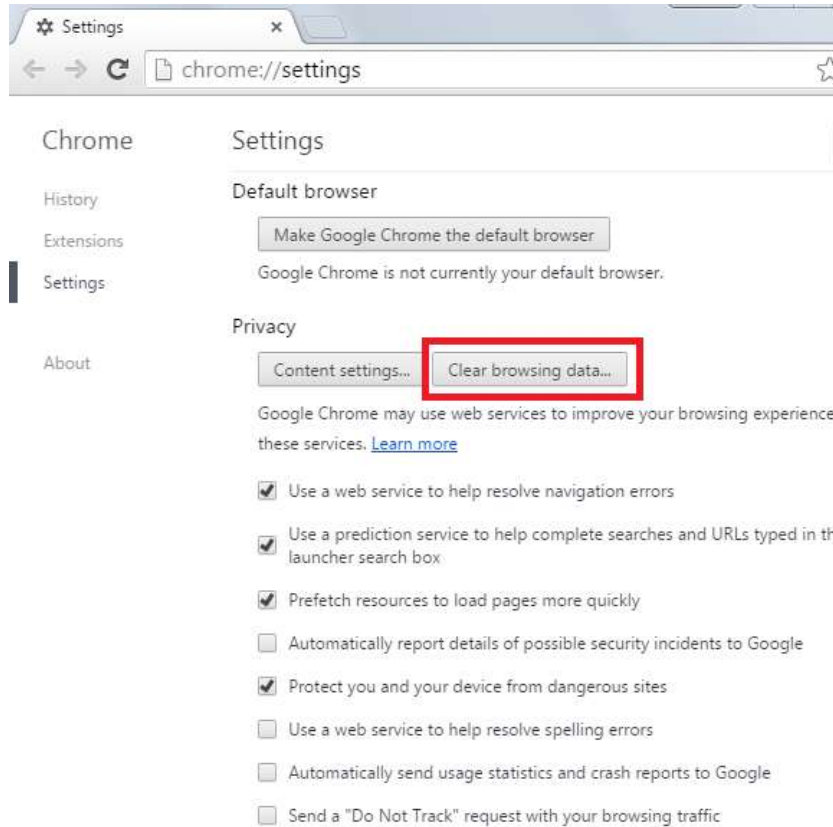 Settings
chrome://settings
Chrome
Settings
History
Extensions
Settings
About
Default browser
Make Google Chrome the default browser
Google Chrome is not currently your default browser.
Privacy
Content settings...
Clear browsing data...
Google Chrome may use web services to improve your browsing experience
these services. Learn more
Use a web service to help resolve navigation errors
Use a prediction service to help complete searches and URLs typed in th
launcher search box
Prefetch resources to load pages more quickly
Automatically report details of possible security incidents to Google
Protect you and your device from dangerous sites
Use a web service to help resolve spelling errors
Automatically send usage statistics and crash reports to Google
Send a "Do Not Track" request with your browsing traffic